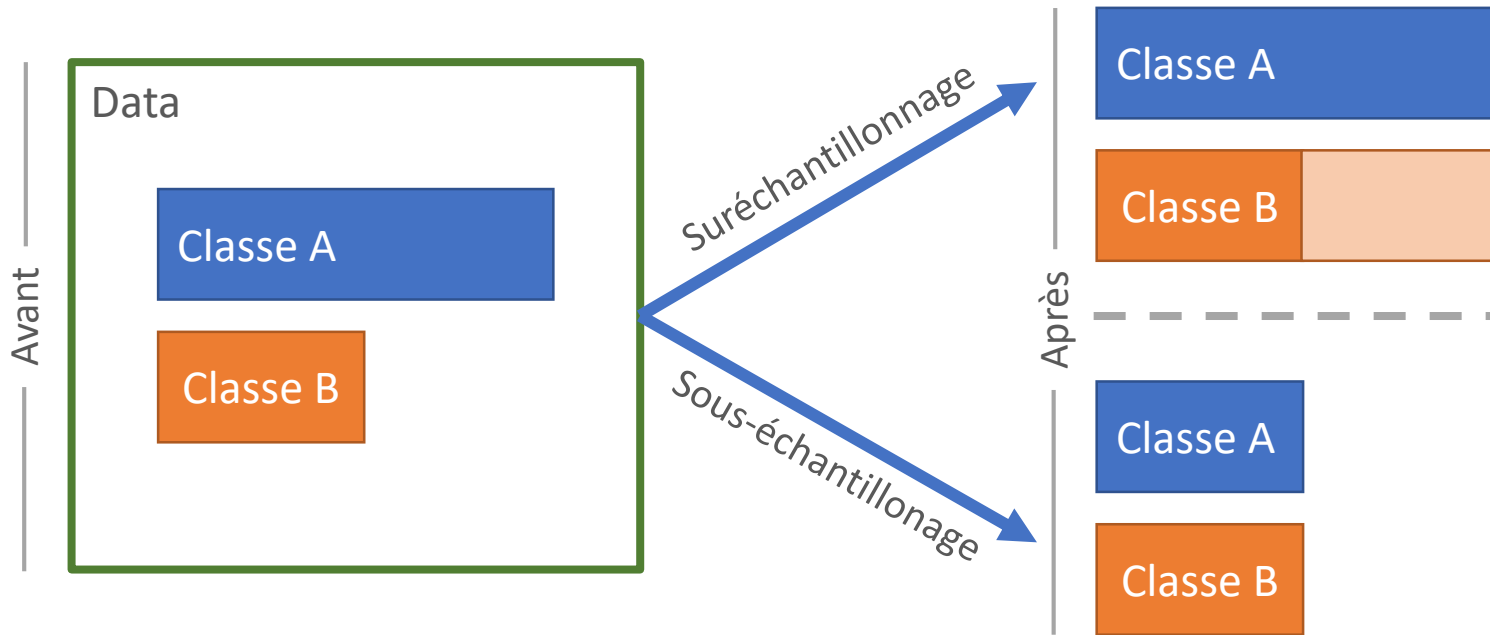 Avant
Data
Classe A
Classe B
Suréchantillonnage
Sous-échantillonage
Après
Classe A
Classe B
Classe A
Classe B